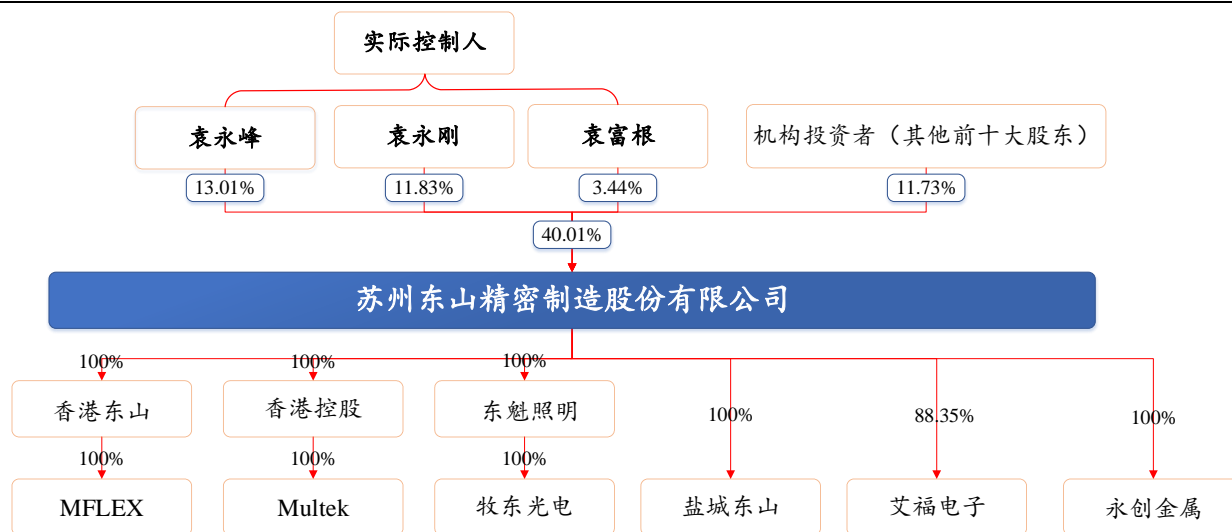 实际控制人
袁永峰
袁永刚
袁富根
机构投资者（其他前十大股东）
13.01%
11.83%
3.44%
11.73%
40.01%
苏州东山精密制造股份有限公司
100%
100%
100%
香港东山
香港控股
东魁照明
100%
88.35%
100%
100%
100%
100%
MFLEX
Multek
牧东光电
盐城东山
艾福电子
永创金属